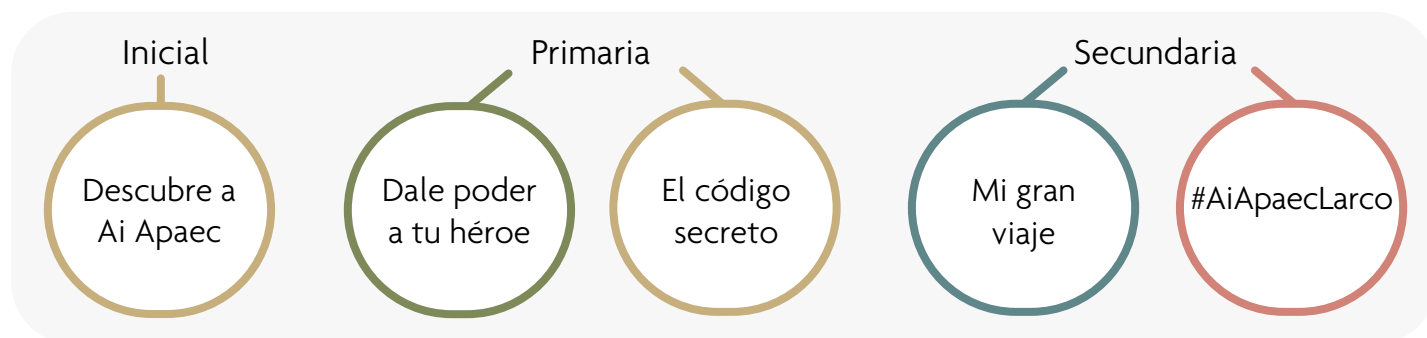 Inicial
Descubre a
Ai Apaec
Primaria
Dale poder
a tu héroe
El código
secreto
Secundaria
Mi gran
viaje
#AiApaecLarco